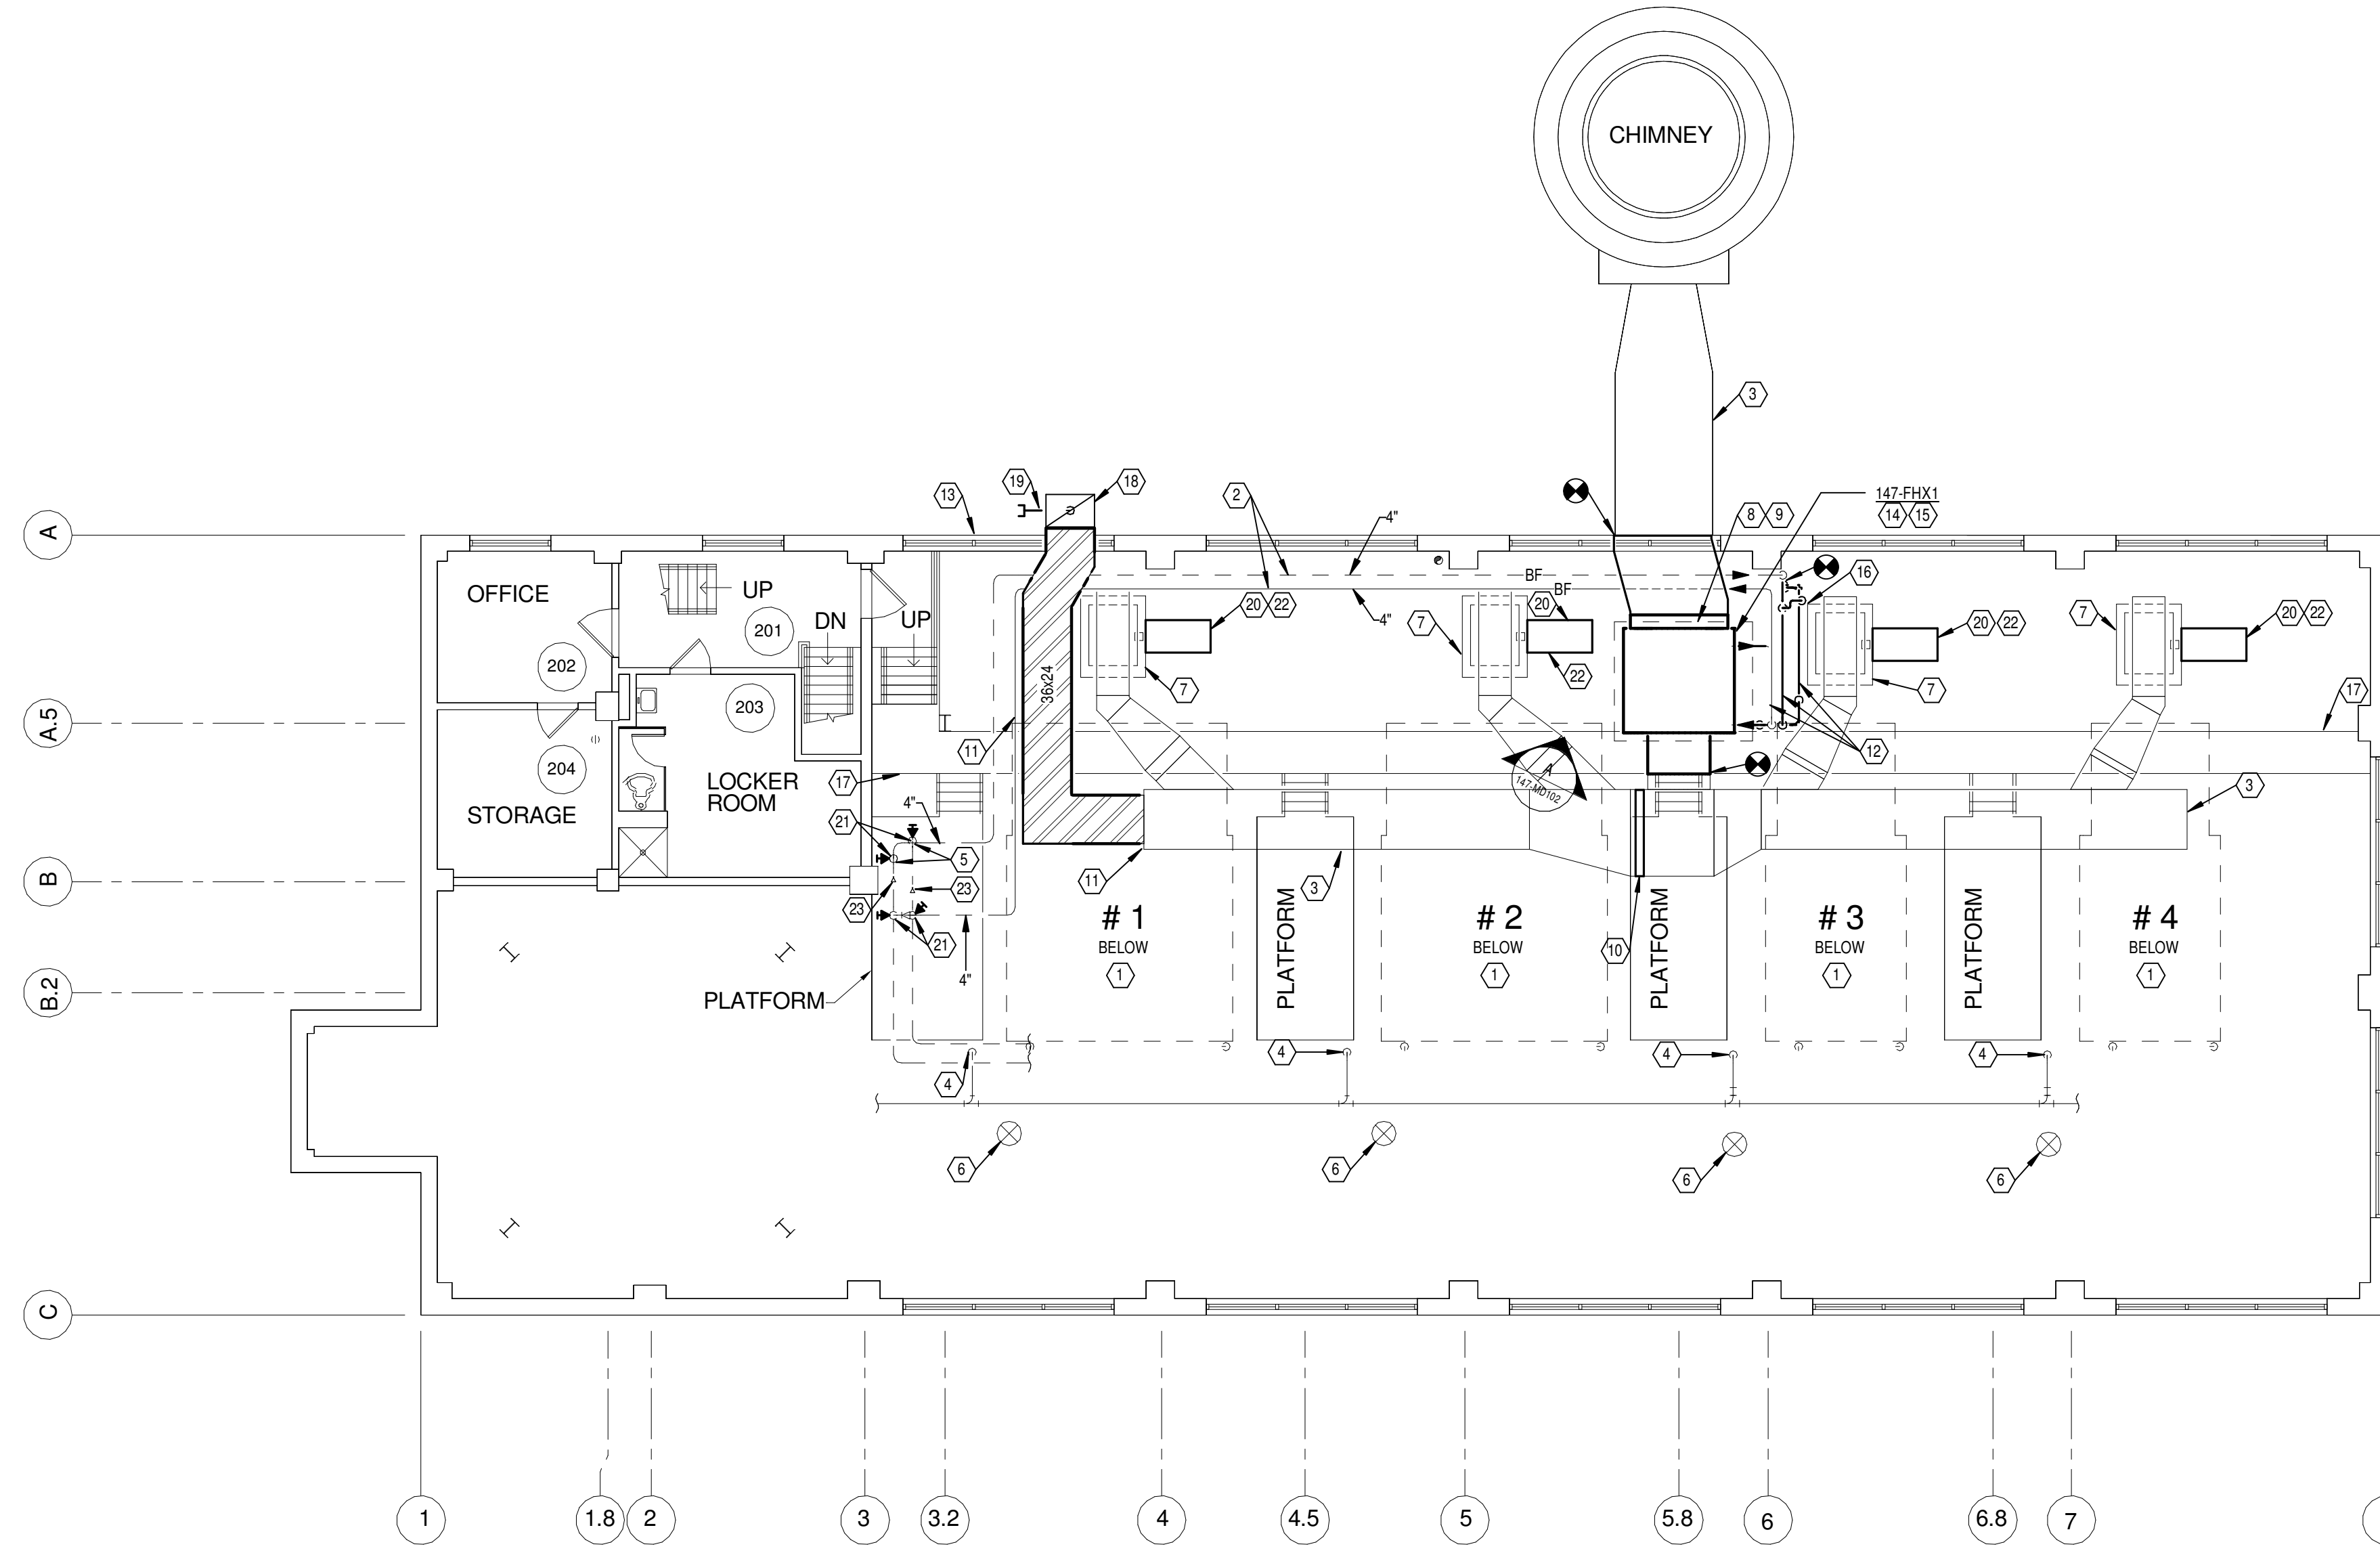 CHIMNEY
3
147-FHX1
14 15
19
18
13
2
4"
8 9
A
BF
BF
16
OFFICE
UP
201
DN
UP
4"
20 22
7
20
22
20 22
7
20 22
202
36x24
7
7
17
A.5
203
11
12
A
147-MD102
204
LOCKER
ROOM
17
4"
3
STORAGE
21
5
B
11
3
23
23
# 1
BELOW
1
PLATFORM
# 2
BELOW
1
PLATFORM
# 3
BELOW
1
PLATFORM
# 4
BELOW
1
21
10
4"
B.2
PLATFORM
4
4
4
4
6
6
6
6
C
1
1.8
2
3
3.2
4
4.5
5
5.8
6
6.8
7